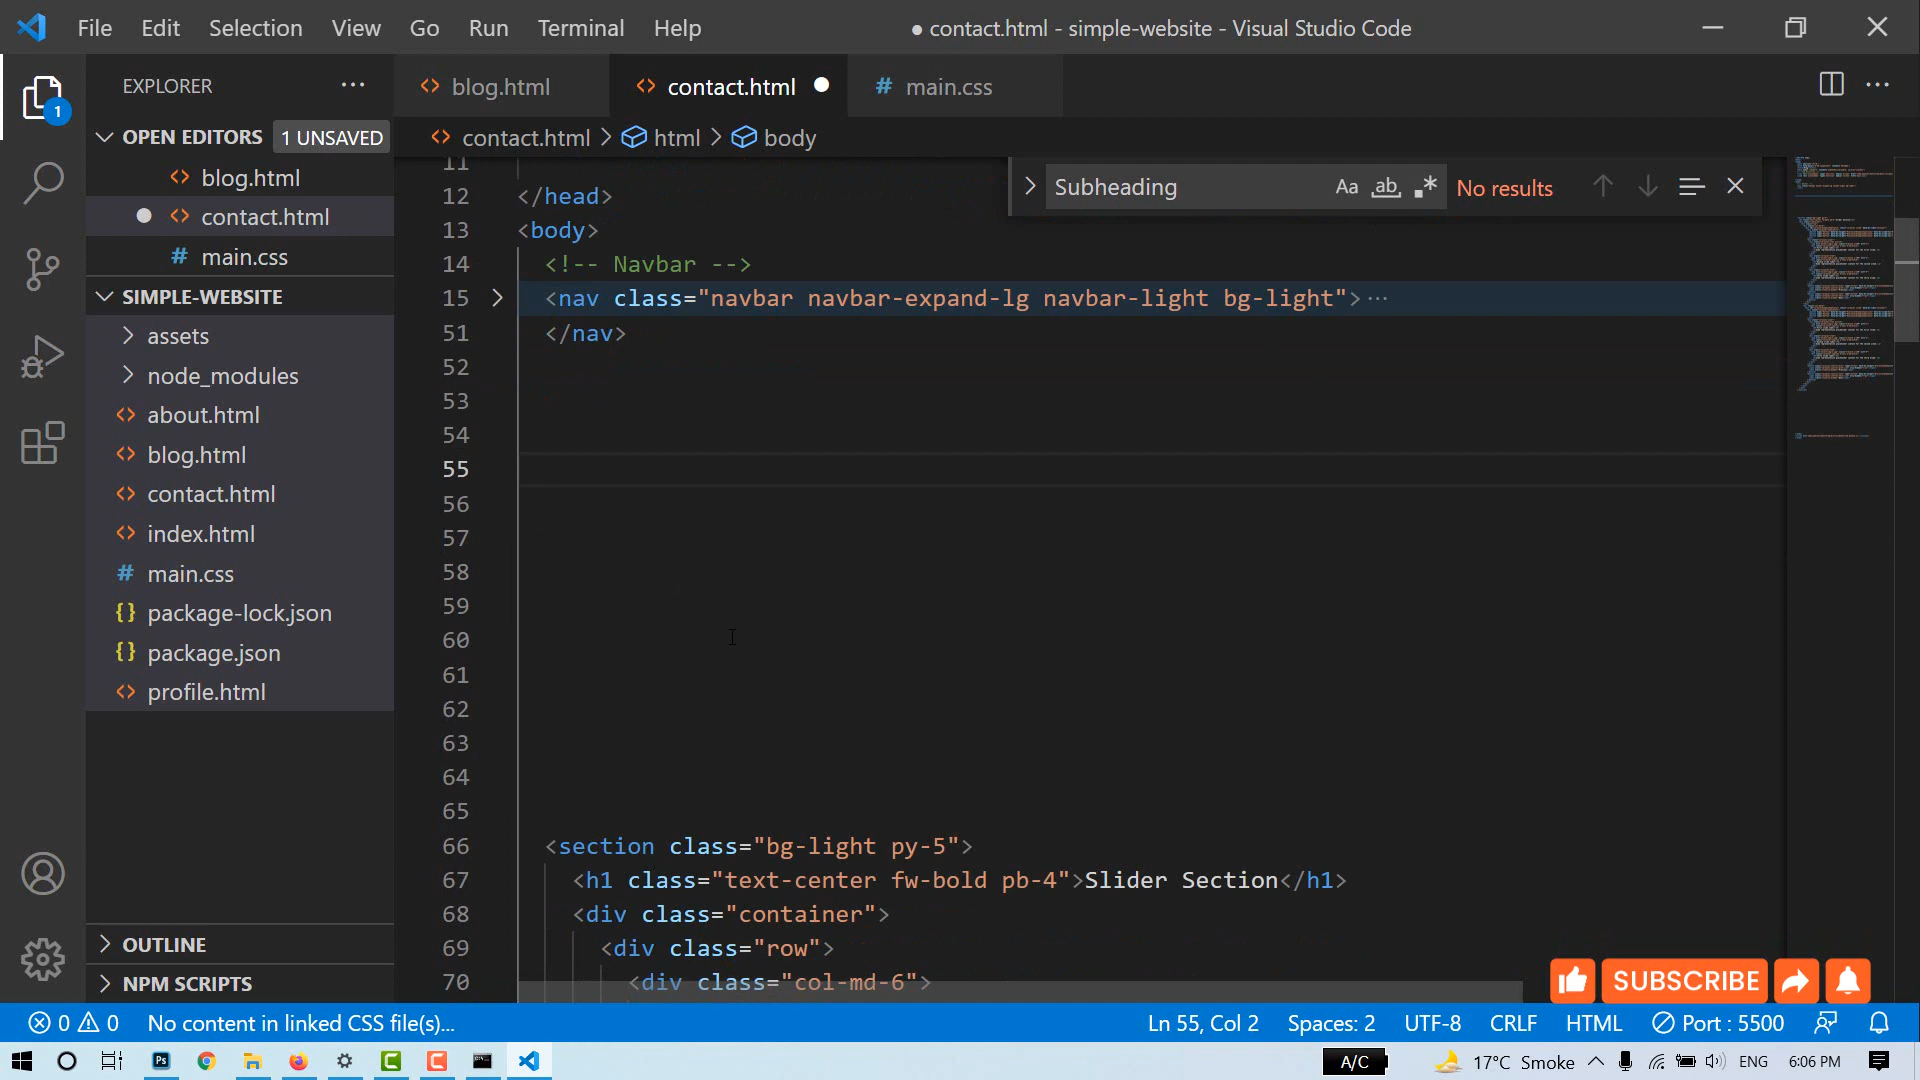 File Edit Selection View Go Run Terminal Help
● contact.html - simple-website - Visual Studio Code
EXPLORER
1
OPEN EDITORS 1 UNSAVED
blog.html
contact.html
main.css
SIMPLE-WEBSITE
assets
node_modules
about.html
blog.html
contact.html
index.html
main.css
package-lock.json
package.json
profile.html
OUTLINE
NPM SCRIPTS
blog.html contact.html main.css
contact.html > html > body
Subheading Aa ab No results
11
12 </head>
13 <body>
14 <!-- Navbar -->
15 <nav class="navbar navbar-expand-lg navbar-light bg-light">···
51 </nav>
52
53
54
55
56
57
58
59
60
61
62
63
64
65
66 <section class="bg-light py-5">
67 <h1 class="text-center fw-bold pb-4">Slider Section</h1>
68 <div class="container">
69 <div class="row">
70 <div class="col-md-6">
SUBSCRIBE
0 0 No content in linked CSS file(s)... Ln 55, Col 2 Spaces: 2 UTF-8 CRLF HTML Port : 5500
Ps A/C 17°C Smoke ENG 6:06 PM